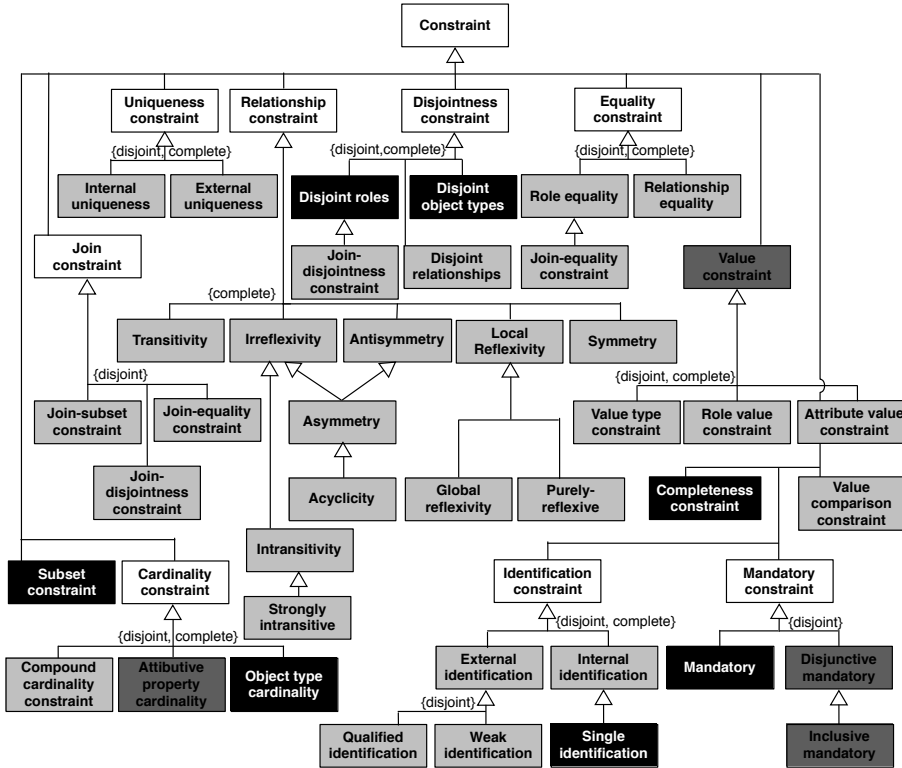 Constraint
Uniqueness
constraint
Relationship
constraint
Disjointness
constraint
Equality
constraint
{disjoint, complete}
{disjoint,complete}
{disjoint, complete}
Internal
uniqueness
External
uniqueness
Disjoint roles
Disjoint
object types
Role equality
Relationship
equality
Join
constraint
Join-
disjointness
constraint
Disjoint
relationships
Join-equality
constraint
Value
constraint
{complete}
Transitivity
Irreflexivity
Antisymmetry
Local
Reflexivity
Symmetry
{disjoint}
{disjoint, complete}
Join-subset
constraint
Join-equality
constraint
Asymmetry
Value type
constraint
Role value
constraint
Attribute value
constraint
Join-
disjointness
constraint
Acyclicity
Global
reflexivity
Purely-
reflexive
Completeness
constraint
Value
comparison
constraint
Intransitivity
Subset
constraint
Cardinality
constraint
Identification
constraint
Mandatory
constraint
Strongly
intransitive
{disjoint, complete}
{disjoint, complete}
{disjoint}
Compound
cardinality
constraint
Attibutive
property
cardinality
Object type
cardinality
External
identification
Internal
identification
Mandatory
Disjunctive
mandatory
{disjoint}
Qualified
identification
Weak
identification
Single
identification
Inclusive
mandatory